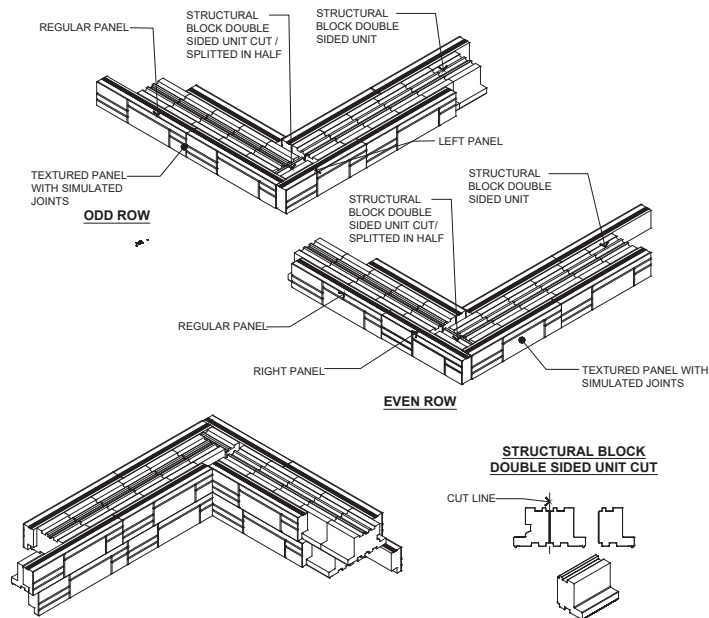 REGULAR PANEL
STRUCTURAL
BLOCK DOUBLE
SIDED UNIT CUT /
SPLITTED IN HALF
STRUCTURAL
BLOCK DOUBLE
SIDED UNIT
LEFT PANEL
TEXTURED PANEL
WITH SIMULATED
JOINTS
ODD ROW
STRUCTURAL
BLOCK DOUBLE
SIDED UNIT CUT/
SPLITTED IN HALF
STRUCTURAL
BLOCK DOUBLE
SIDED UNIT
REGULAR PANEL
RIGHT PANEL
TEXTURED PANEL WITH
SIMULATED JOINTS
EVEN ROW
STRUCTURAL BLOCK
DOUBLE SIDED UNIT CUT
CUT LINE